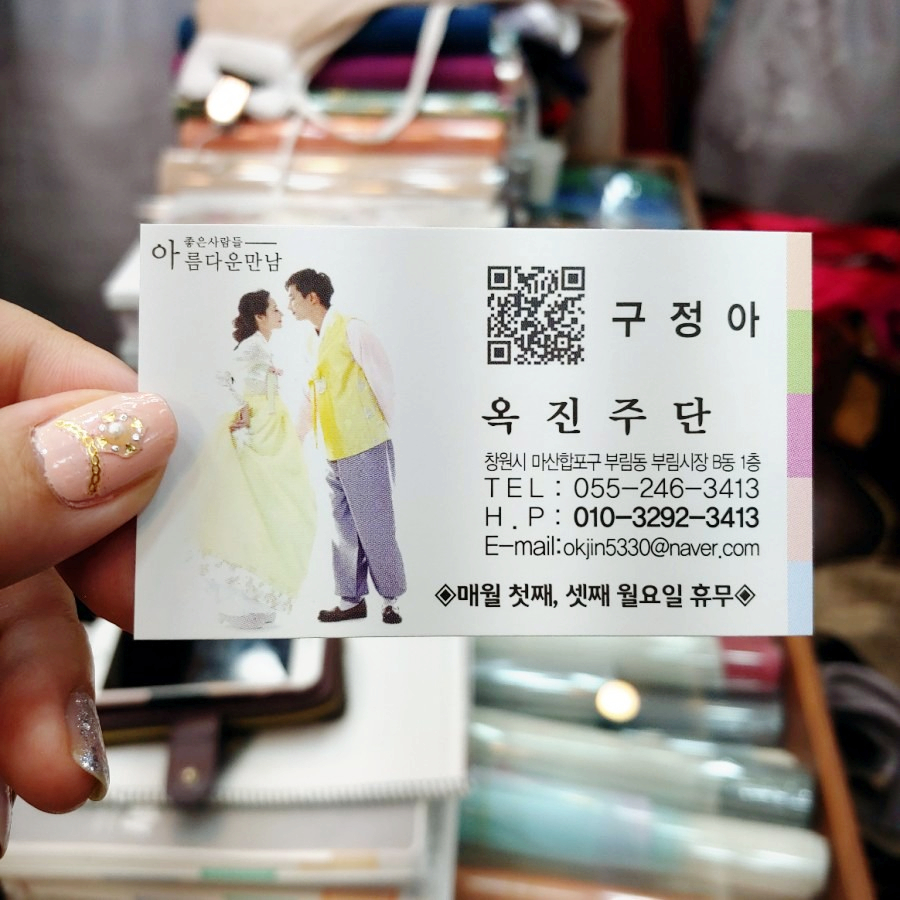 좋은사람들
아름다운만남
구정아
옥진주단
창원시 마산합포구 부림동 부림시장 B동 1층
TEL : 055-246-3413
H.P : 010-3292-3413
E-mail:okjin5330@naver.com
◈매월 첫째, 셋째 월요일 휴무◈